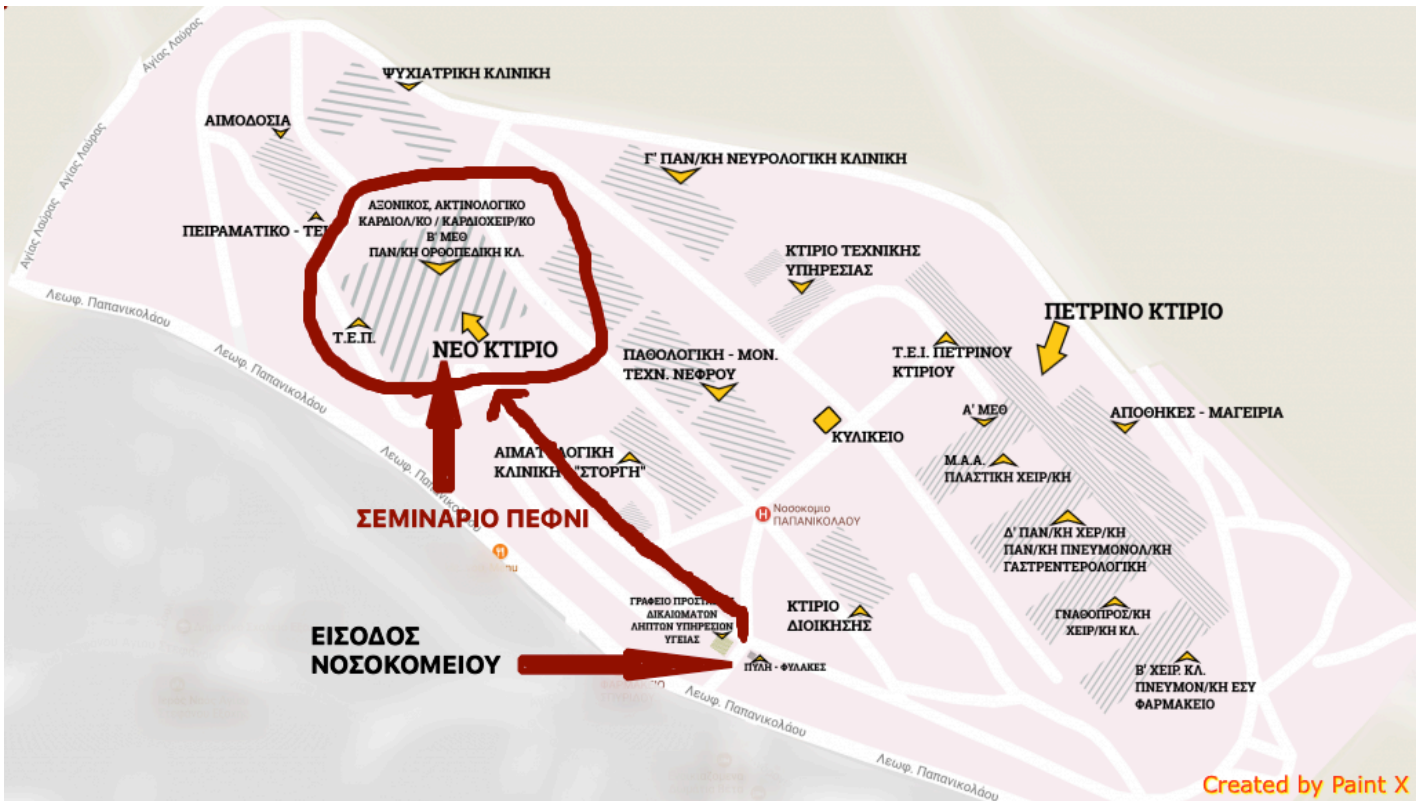 Αγίας Λαύρας
ΨΥΧΙΑΤΡΙΚΗ ΚΛΙΝΙΚΗ
ΑΙΜΟΔΟΣΙΑ
Αγίας Λαύρας
Γ' ΠΑΝ/ΚΗ ΝΕΥΡΟΛΟΓΙΚΗ ΚΛΙΝΙΚΗ
Αγίας Λαύρας
ΑΞΟΝΙΚΟΣ, ΑΚΤΙΝΟΛΟΓΙΚΟ
ΚΑΡΔΙΟΛ/ΚΟ / ΚΑΡΔΙΟΧΕΙΡ/ΚΟ
Β' ΜΕΘ
ΠΑΝ/ΚΗ ΟΡΘΟΠΕΔΙΚΗ ΚΛ.
ΠΕΙΡΑΜΑΤΙΚΟ -
ΚΤΙΡΙΟ ΤΕΧΝΙΚΗΣ
ΥΠΗΡΕΣΙΑΣ
Λεωφ. Παπανικολάου
ΠΕΤΡΙΝΟ ΚΤΙΡΙΟ
Τ.Ε.Π.
ΝΕΟ ΚΤΙΡΙΟ
Λεωφ. Παπανικολάου
ΠΑΘΟΛΟΓΙΚΗ - ΜΟΝ.
ΤΕΧΝ. ΝΕΦΡΟΥ
Τ.Ε.Ι. ΠΕΤΡΙΝΟΥ
ΚΤΙΡΙΟΥ
Α' ΜΕΘ
ΑΠΟΘΗΚΕΣ - ΜΑΓΕΙΡΙΑ
ΚΥΛΙΚΕΙΟ
ΑΙΜΑΤΟΛΟΓΙΚΗ
ΚΛΙΝΙΚΗ "ΣΤΟΡΓΗ"
Μ.Α.Α.
ΠΛΑΣΤΙΚΗ ΧΕΙΡ/ΚΗ
Λεωφ. Παπανικολάου
ΣΕΜΙΝΑΡΙΟ ΠΕΦΝΙ
Νοσοκομιο
ΠΑΠΑΝΙΚΟΛΑΟΥ
Δ' ΠΑΝ/ΚΗ ΧΕΡ/ΚΗ
ΠΑΝ/ΚΗ ΠΝΕΥΜΟΝΟΛ/ΚΗ
ΓΑΣΤΡΕΝΤΕΡΟΛΟΓΙΚΗ
ΓΡΑΦΕΙΟ
ΔΙΚΑΙΩΜΑΤΩΝ
ΛΗΠΤΩΝ ΥΠΗΡΕΣΙΩΝ
ΥΓΕΙΑΣ
ΚΤΙΡΙΟ
ΔΙΟΙΚΗΣΗΣ
ΓΝΑΘΟΠΡΟΣ/ΚΗ
ΧΕΙΡ/ΚΗ ΚΛ.
ΕΙΣΟΔΟΣ
ΝΟΣΟΚΟΜΕΙΟΥ
ΠΥΛΗ - ΦΥΛΑΚΕΣ
Β' ΧΕΙΡ. ΚΛ.
ΠΝΕΥΜΟΝ/ΚΗ ΕΣΥ
ΦΑΡΜΑΚΕΙΟ
Λεωφ. Παπανικολάου
Λεωφ. Παπανικολάου
Created by Paint X